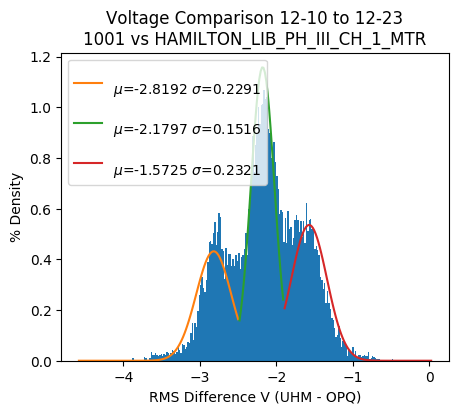 Voltage Comparison 12-10 to 12-23
1001 vs HAMILTON_LIB_PH_III_CH_1_MTR
μ=-2.8192 σ=0.2291
μ=-2.1797 σ=0.1516
μ=-1.5725 σ=0.2321
% Density
1.2
1.0
0.8
0.6
0.4
0.2
0.0
−4
−3
−2
−1
0
RMS Difference V (UHM - OPQ)